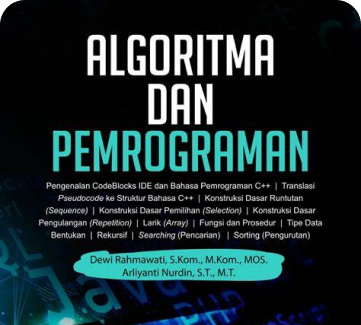 ALGORITMA
DAN
PEMROGRAMAN
Pengenalan CodeBlocks IDE dan Bahasa Pemrograman C++ | Translasi
Pseudocode ke Struktur Bahasa C++ | Konstruksi Dasar Runtutan
(Sequence) | Konstruksi Dasar Pemilihan (Selection) | Konstruksi Dasar
Pengulangan (Repetition) | Larik (Array) | Fungsi dan Prosedur | Tipe Data
Bentukan | Rekursif | Searching (Pencarian) | Sorting (Pengurutan)
Dewi Rahmawati, S.Kom., M.Kom., MOS.
Arliyanti Nurdin, S.T., M.T.